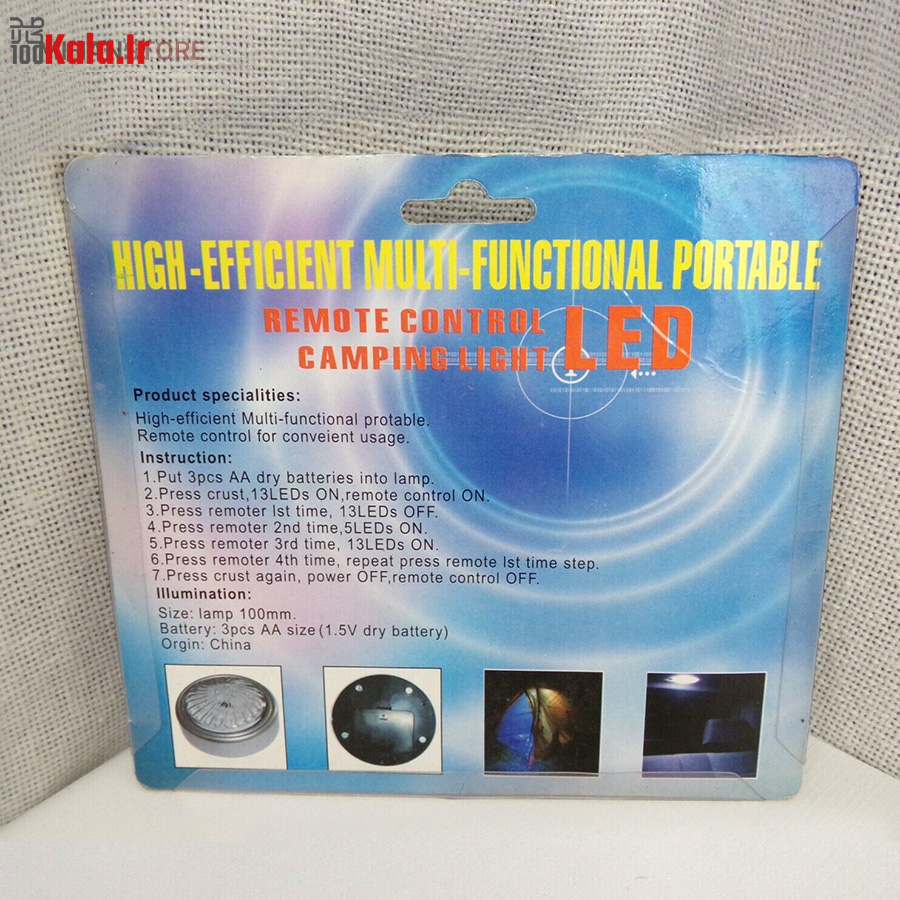 100Kala.Ir
STORE
HIGH-EFFICIENT MULTI-FUNCTIONAL PORTABLE
REMOTE CONTROL
CAMPING LIGHT LED
Product specialities:
High-efficient Multi-functional protable.
Remote control for conveient usage.
Instruction:
1.Put 3pcs AA dry batteries into lamp.
2.Press crust,13LEDs ON,remote control ON.
3.Press remoter Ist time, 13LEDs OFF.
4.Press remoter 2nd time,5LEDs ON.
5.Press remoter 3rd time, 13LEDs ON.
6.Press remoter 4th time, repeat press remote Ist time step.
7.Press crust again, power OFF,remote control OFF.
Illumination:
Size: lamp 100mm.
Battery: 3pcs AA size (1.5V dry battery)
Orgin: China